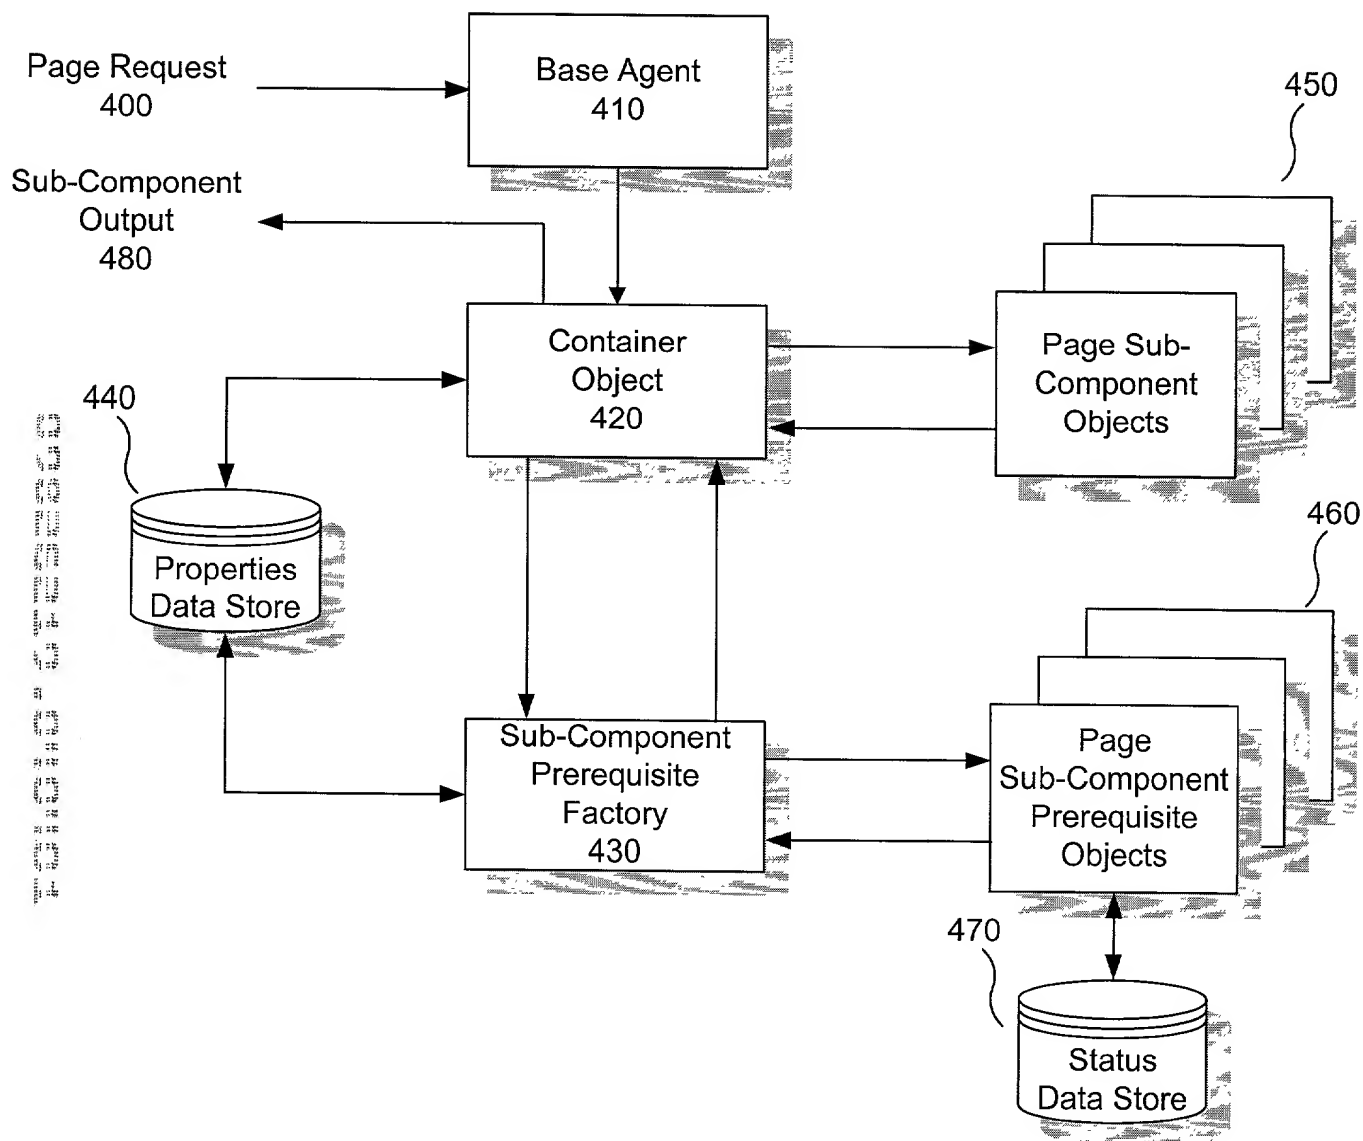 Page Request
400
Base Agent
410
450
Sub-Component
Output
480
Container
Object
420
Page Sub-
Component
Objects
440
Properties
Data Store
460
Sub-Component
Prerequisite
Factory
430
Page
Sub-Component
Prerequisite
Objects
470
Status
Data Store